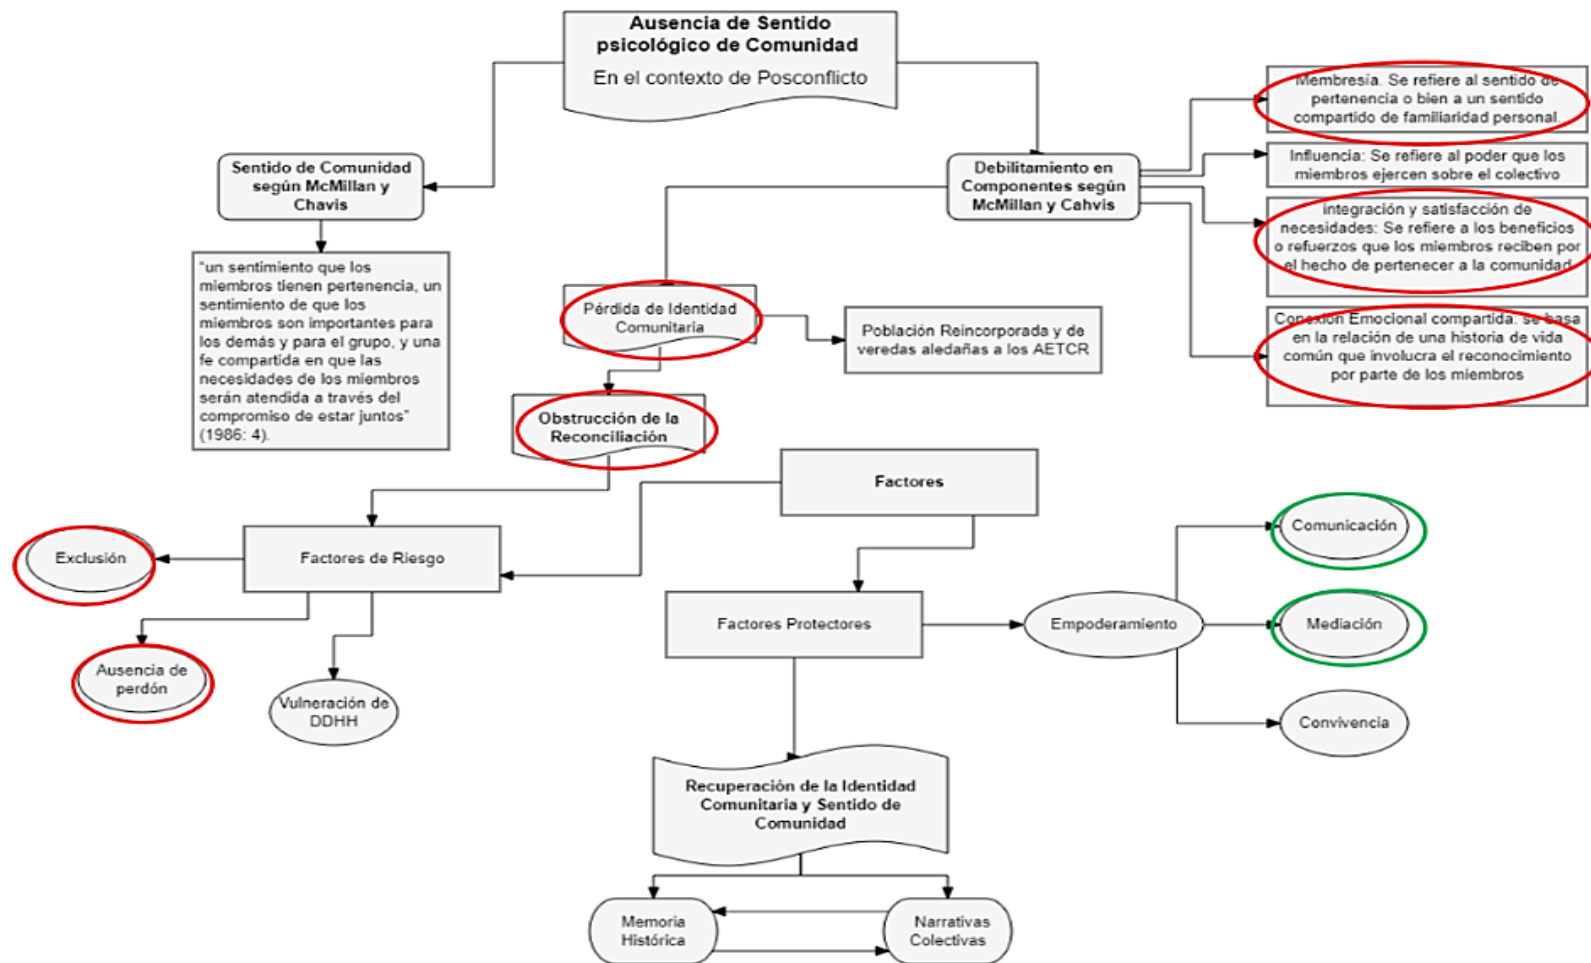 Ausencia de Sentido
psicológico de Comunidad
En el contexto de Posconflicto
Sentido de Comunidad
según McMillan y
Chavis
"un sentimiento que los
miembros tienen pertenencia, un
sentimiento de que los
miembros son importantes para
los demás y para el grupo, y una
fe compartida en que las
necesidades de los miembros
serán atendida a través del
compromiso de estar juntos"
(1986: 4).
Debilitamiento en
Componentes según
McMillan y Cahvis
Membresía. Se refiere al sentido de
pertenencia o bien a un sentido
compartido de familiaridad personal.
Influencia: Se refiere al poder que los
miembros ejercen sobre el colectivo
integración y satisfacción de
necesidades: Se refiere a los beneficios
o refuerzos que los miembros reciben por
el hecho de pertenecer a la comunidad
Conexión Emocional compartida: se basa
en la relación de una historia de vida
común que involucra el reconocimiento
por parte de los miembros
Pérdida de Identidad
Comunitaria
Población Reincorporada y de
veredas aledañas a los AETCR
Obstrucción de la
Reconciliación
Factores
Factores de Riesgo
Exclusión
Ausencia de
perdón
Vulneración de
DDHH
Factores Protectores
Empoderamiento
Comunicación
Mediación
Convivencia
Recuperación de la Identidad
Comunitaria y Sentido de
Comunidad
Memoria
Histórica
Narrativas
Colectivas